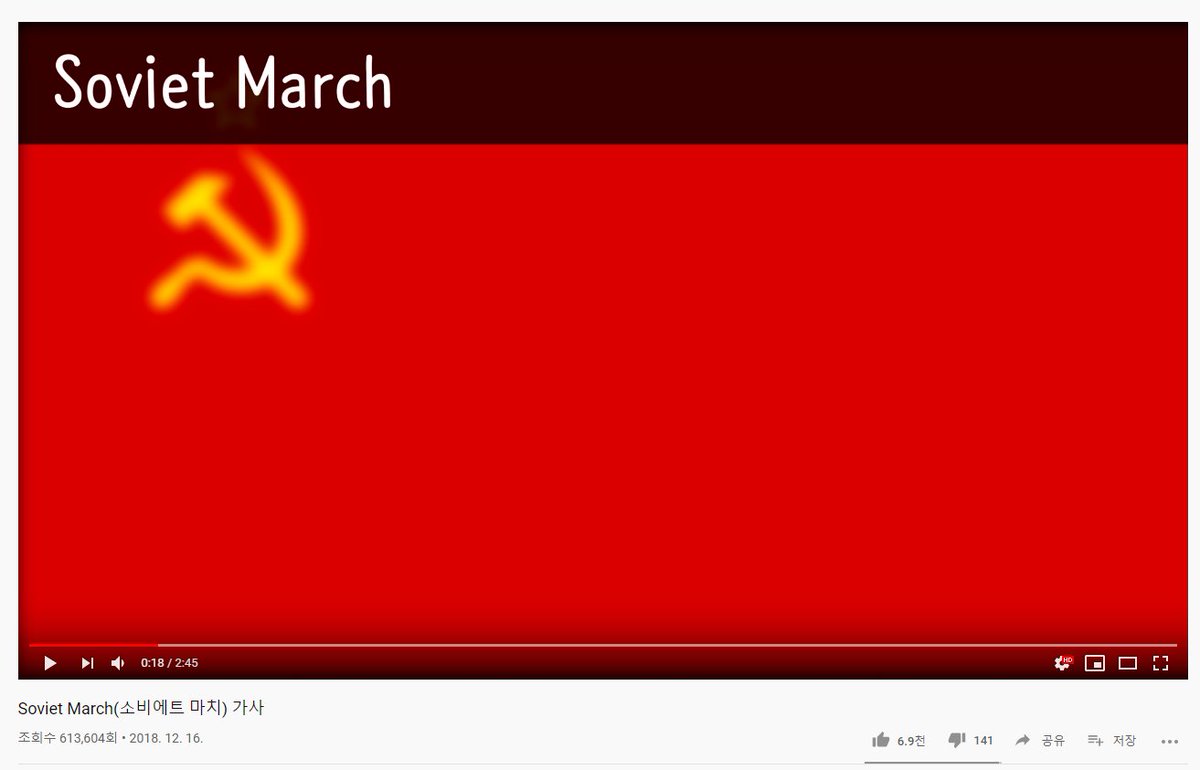 Soviet March
0:18 / 2:45
HD
Soviet March(소비에트 마치) 가사
조회수 613,604회 • 2018. 12. 16.
6.9천 141 공유 저장